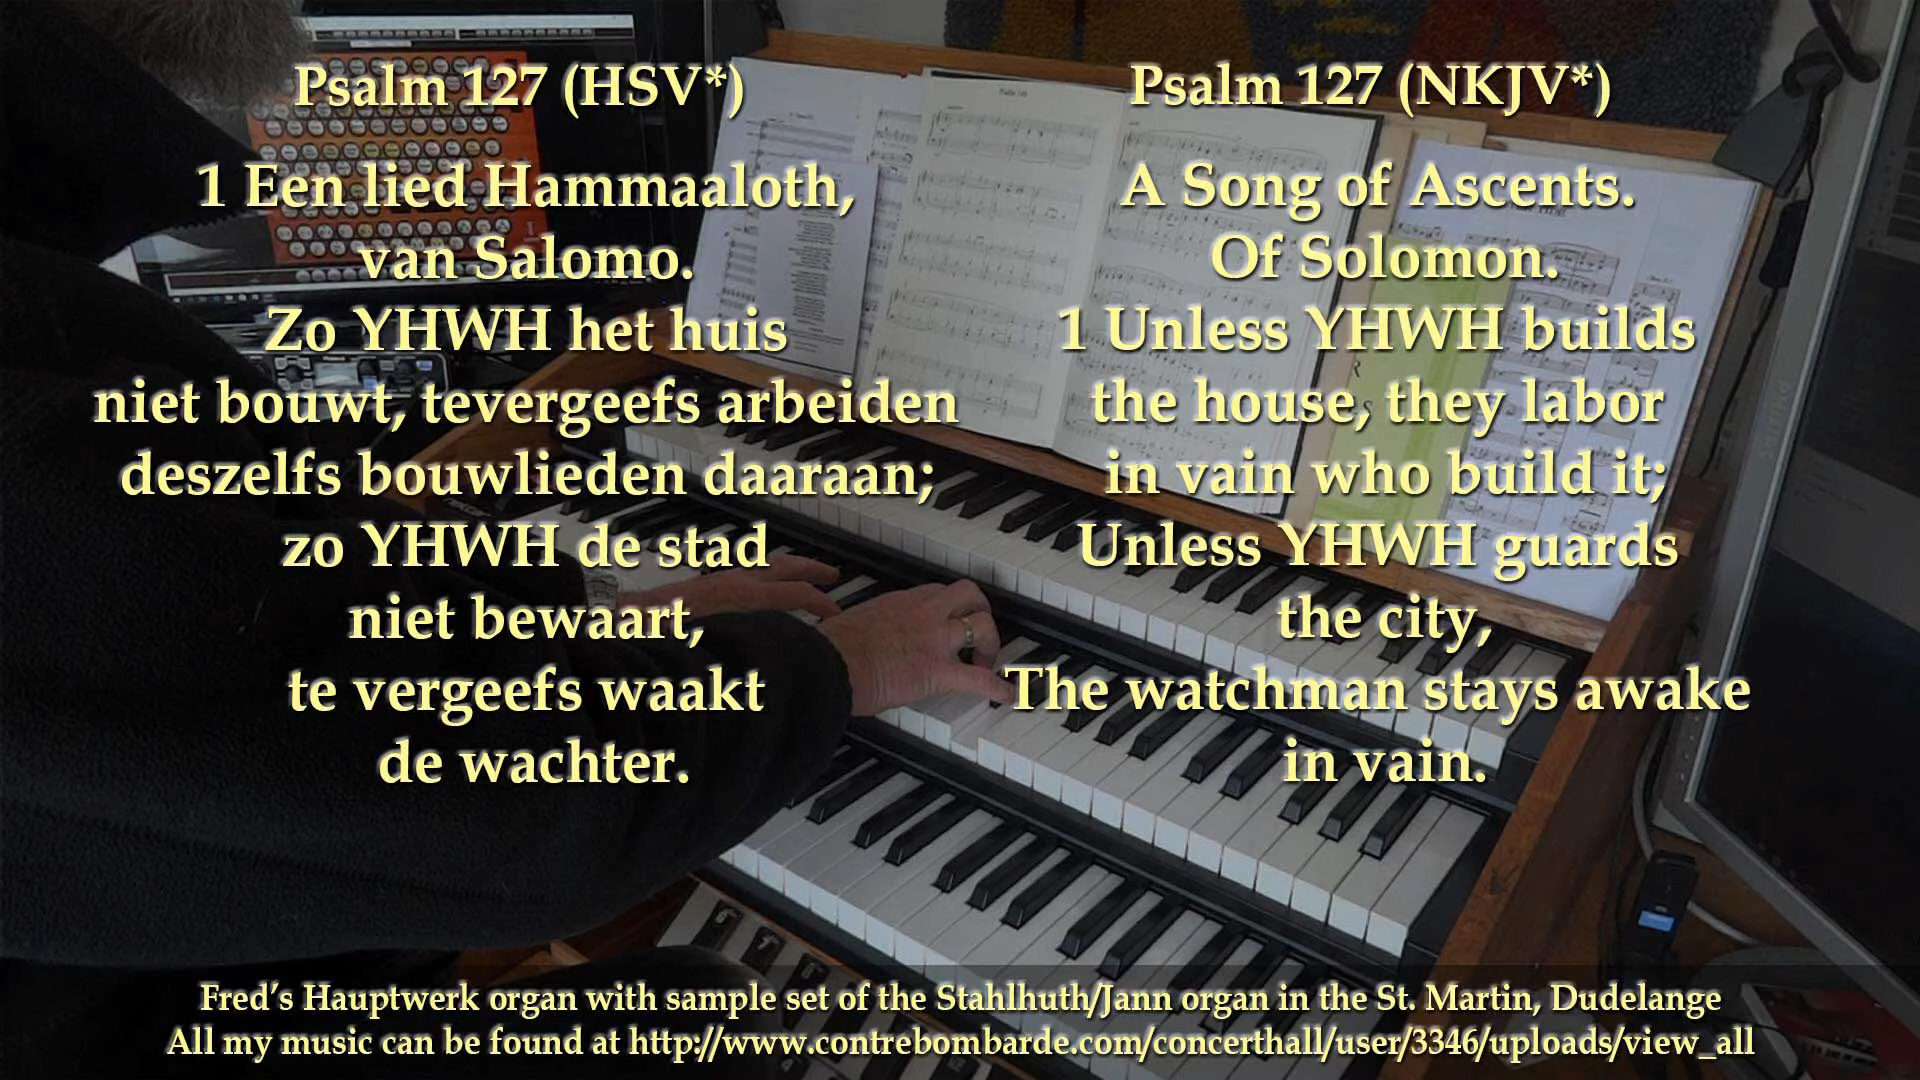 Psalm 127 (HSV*)
1 Een lied Hammaaloth,
van Salomo.
Zo YHWH het huis
niet bouwt, tevergeefs arbeiden
deszelfs bouwlieden daaraan;
zo YHWH de stad
niet bewaart,
te vergeefs waakt
de wachter.
Psalm 127 (NKJV*)
A Song of Ascents.
Of Solomon.
1 Unless YHWH builds
the house, they labor
in vain who build it;
Unless YHWH guards
the city,
The watchman stays awake
in vain.
Fred's Hauptwerk organ with sample set of the Stahlhuth/Jann organ in the St. Martin, Dudelange
All my music can be found at http://www.contrebombarde.com/concerthall/user/3346/uploads/view_all